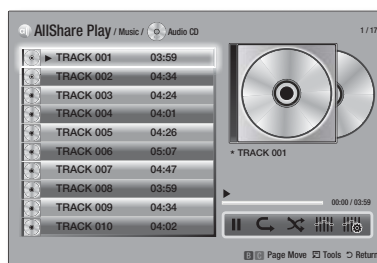 a AllShare Play / Music / Audio CD 1 / 17
▶ TRACK 001 03:59
TRACK 002 04:34
TRACK 003 04:24
TRACK 004 04:01
TRACK 005 04:26
TRACK 006 05:07
TRACK 007 04:47
TRACK 008 03:59
TRACK 009 04:34
TRACK 010 04:02
* TRACK 001
00:00 / 03:59
B C Page Move Tools Return